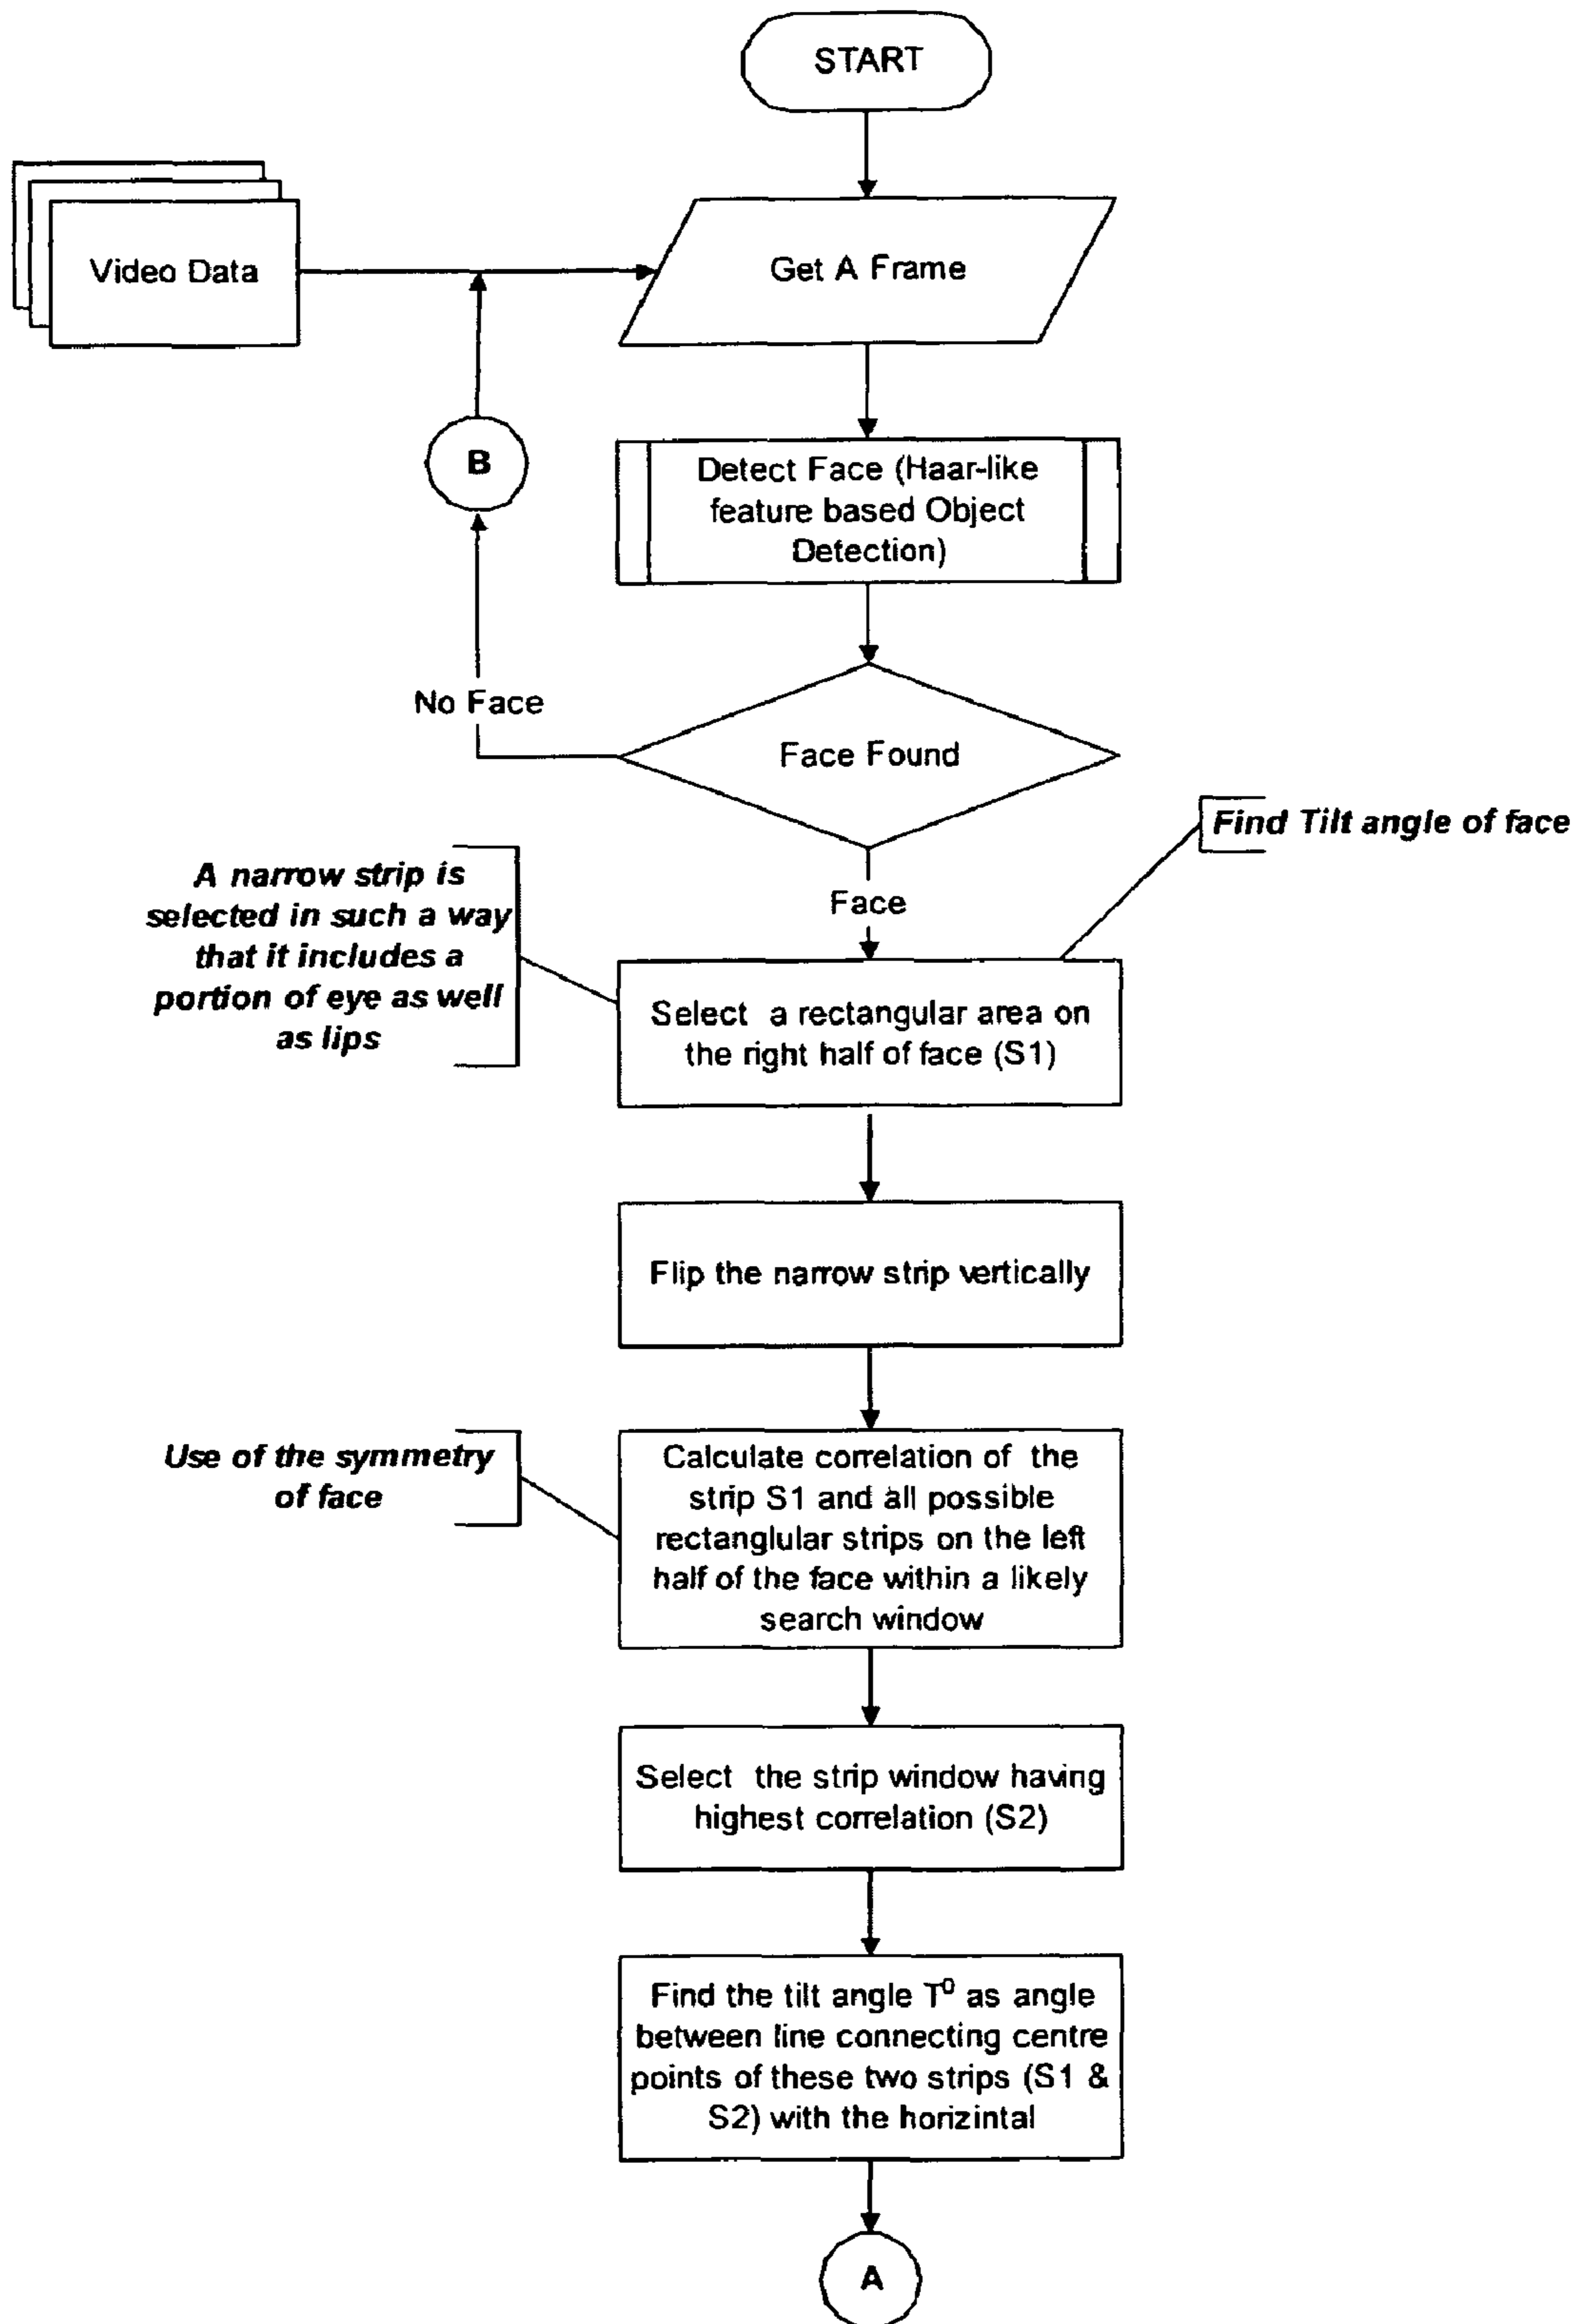 START
Video Data
Get A Frame
B
Detect Face (Haar-like
feature based Object
Detection)
No Face
Face Found
Find Tilt angle of face
A narrow strip is
selected in such a way
that it includes a
portion of eye as well
as lips
Face
Select a rectangular area on
the right half of face (S1)
Flip the narrow strip vertically
Use of the symmetry
of face
Calculate correlation of the
strip S1 and all possible
rectanglular strips on the left
half of the face within a likely
search window
Select the strip window having
highest correlation (S2)
Find the tilt angle T⁰ as angle
between line connecting centre
points of these two strips (S1 &
S2) with the horizintal
A